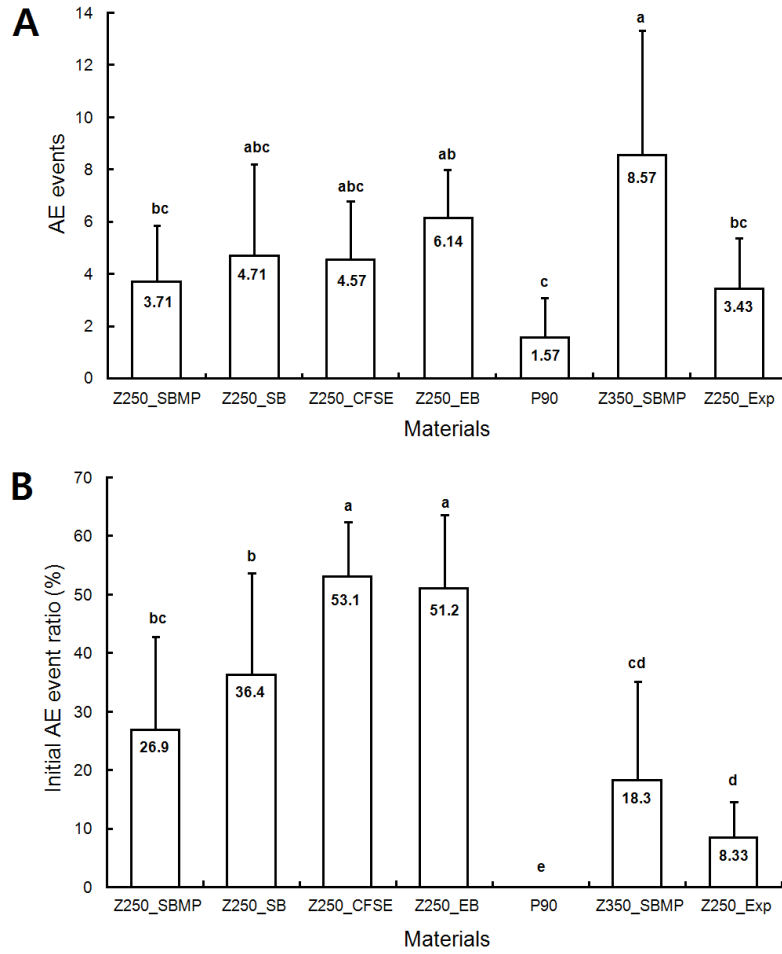 A
14
12
10
8
6
4
2
0
AE events
bc
abc
abc
ab
c
a
bc
3.71
4.71
4.57
6.14
1.57
8.57
3.43
Z250_SBMP Z250_SB Z250_CFSE Z250_EB P90 Z350_SBMP Z250_Exp
Materials
B
70
60
50
40
30
20
10
0
Initial AE event ratio (%)
bc
b
a
a
e
cd
d
26.9
36.4
53.1
51.2
18.3
8.33
Z250_SBMP Z250_SB Z250_CFSE Z250_EB P90 Z350_SBMP Z250_Exp
Materials